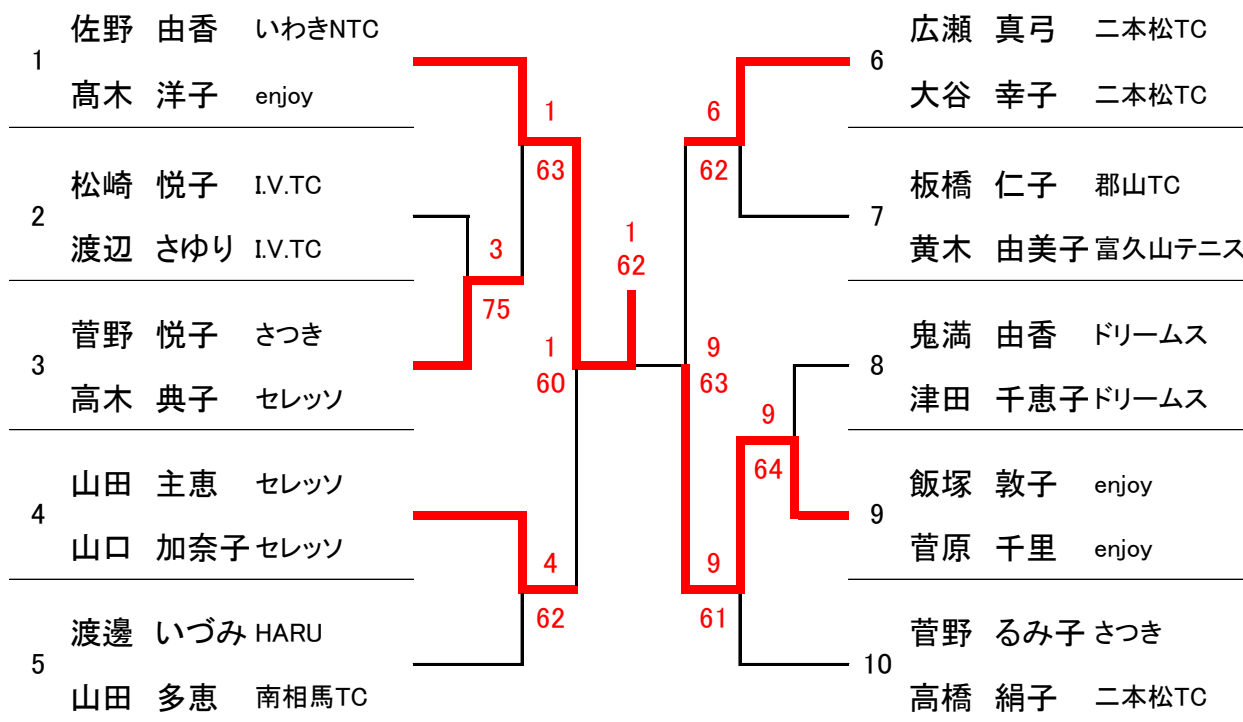 佐野 由香 いわきNTC
1
髙木 洋子 enjoy
松崎 悦子 I.V.TC
2
渡辺 さゆり I.V.TC
菅野 悦子 さつき
3
高木 典子 セレッソ
山田 主恵 セレッソ
4
山口 加奈子 セレッソ
渡邊 いづみ HARU
5
山田 多恵 南相馬TC
1
63
3
75
1
60
4
62
1
62
6
62
9
63
9
64
9
61
広瀬 真弓 二本松TC
6
大谷 幸子 二本松TC
板橋 仁子 郡山TC
7
黄木 由美子 富久山テニス
鬼満 由香 ドリームス
8
津田 千恵子 ドリームス
飯塚 敦子 enjoy
9
菅原 千里 enjoy
菅野 るみ子 さつき
10
高橋 絹子 二本松TC